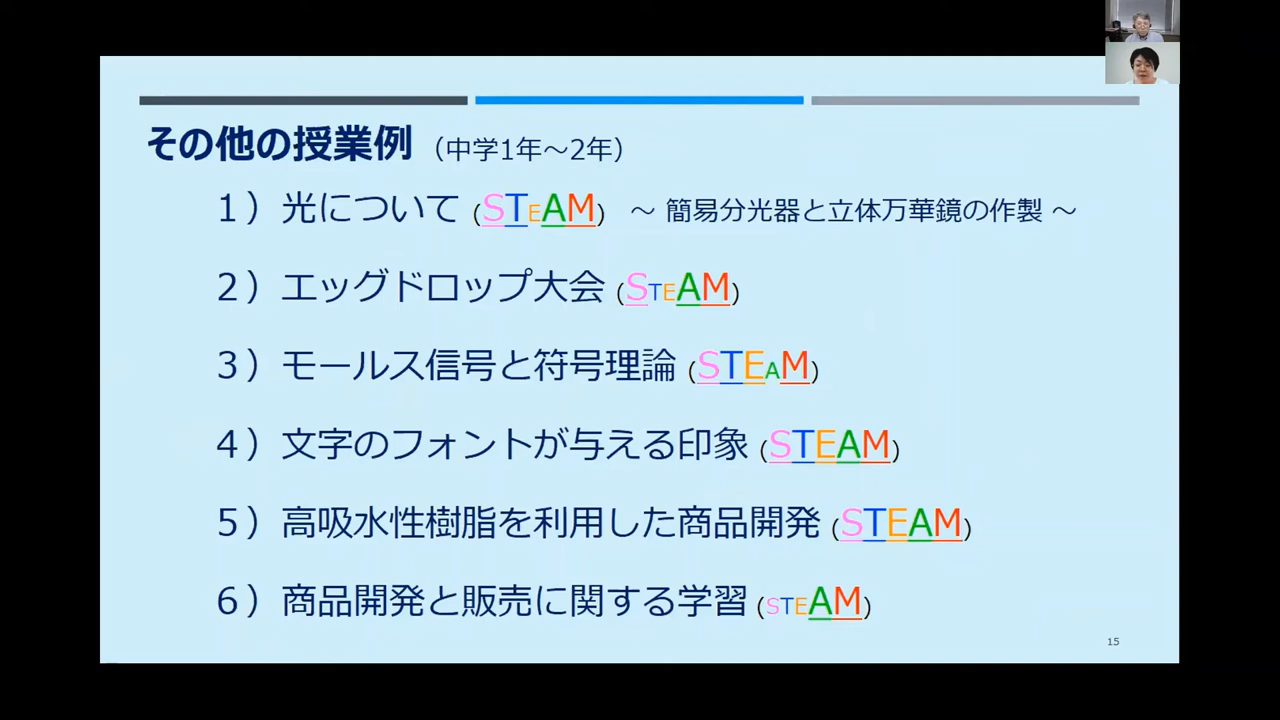 その他の授業例 (中学1年～2年)
１）光について (STEAM) ～ 簡易分光器と立体万華鏡の作製 ～
２）エッグドロップ大会 (STEAM)
３）モールス信号と符号理論 (STEAM)
４）文字のフォントが与える印象 (STEAM)
５）高吸水性樹脂を利用した商品開発 (STEAM)
６）商品開発と販売に関する学習 (STEAM)
15